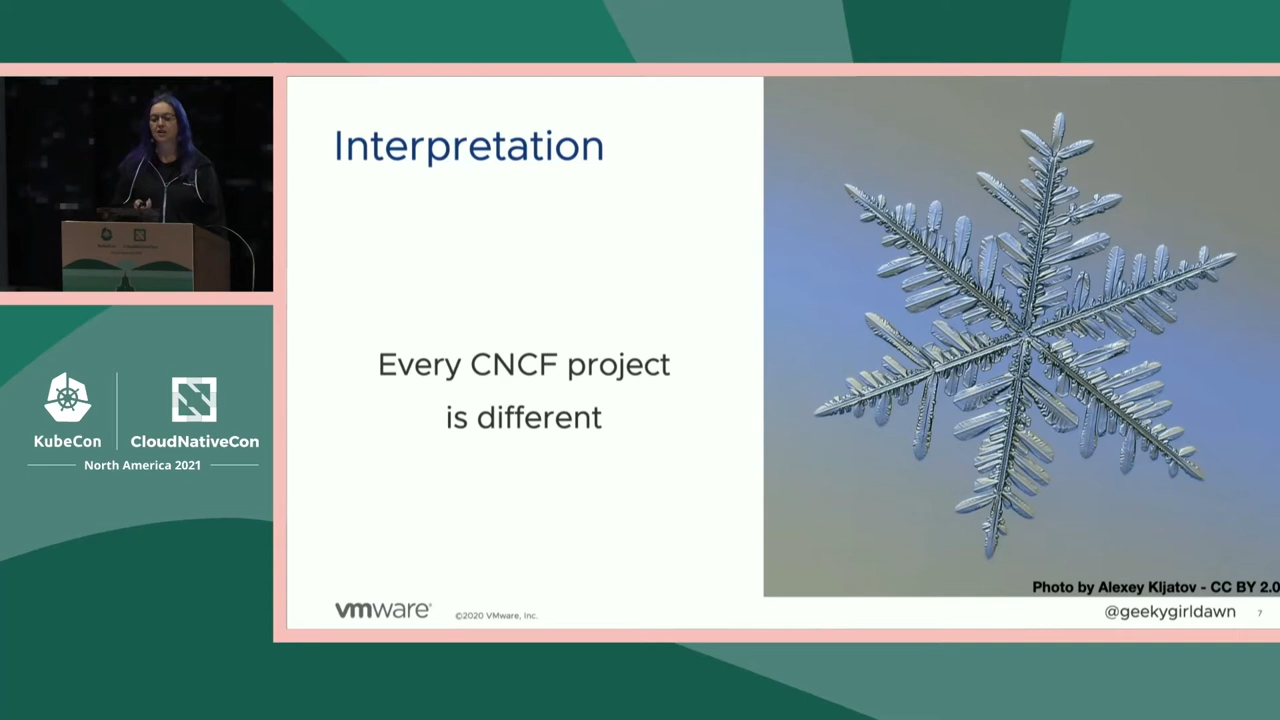 Interpretation
Every CNCF project
is different
Photo by Alexey Kljatov - CC BY 2.0
vmware®
©2020 VMware, Inc.
@geekygirldawn
7
KubeCon
CloudNativeCon
North America 2021